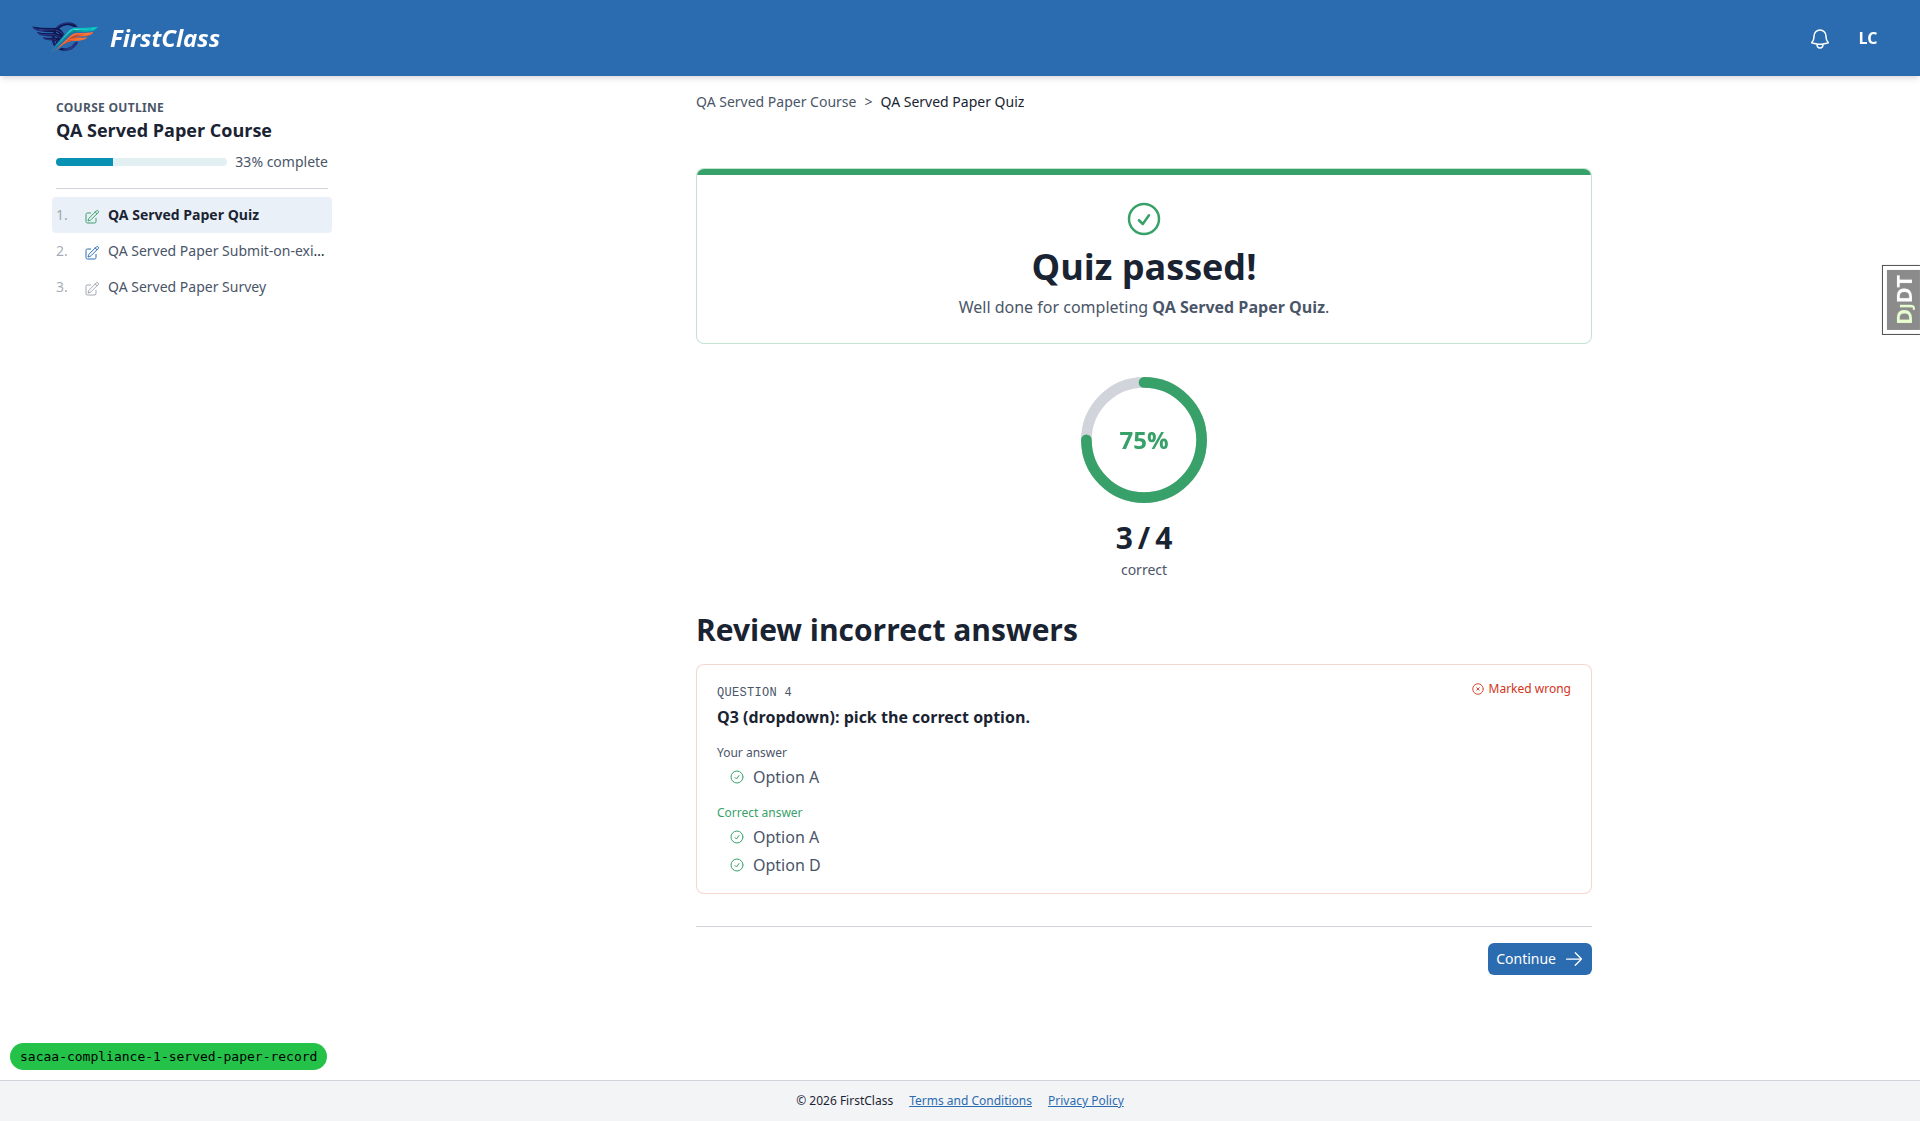 FirstClass
LC
COURSE OUTLINE
QA Served Paper Course
33% complete
1. QA Served Paper Quiz
2. QA Served Paper Submit-on-exi...
3. QA Served Paper Survey
QA Served Paper Course > QA Served Paper Quiz
Quiz passed!
Well done for completing QA Served Paper Quiz.
75%
3 / 4
correct
Review incorrect answers
QUESTION 4
Marked wrong
Q3 (dropdown): pick the correct option.
Your answer
Option A
Correct answer
Option A
Option D
Continue
DJDT
sacaa-compliance-1-served-paper-record
© 2026 FirstClass Terms and Conditions Privacy Policy